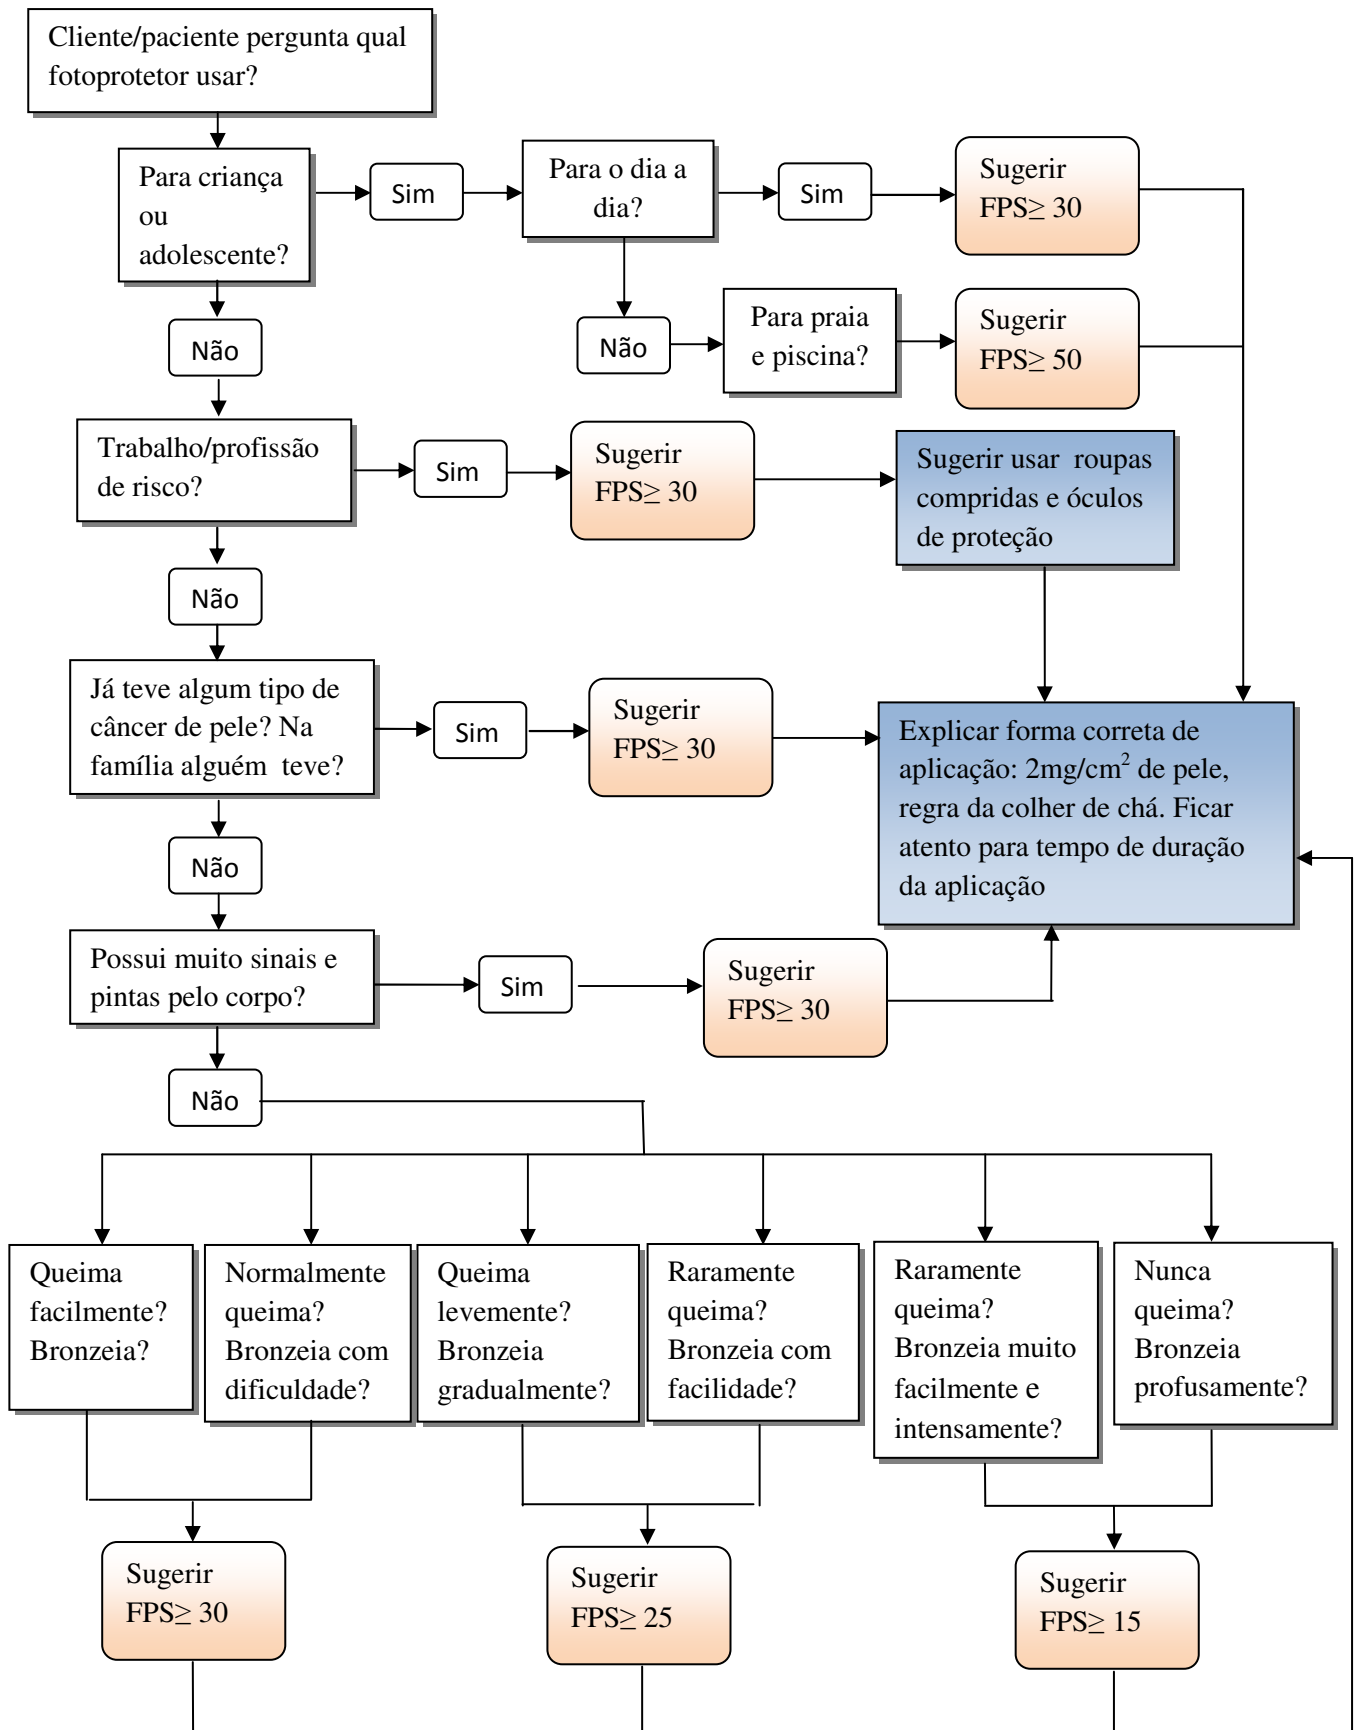 Cliente/paciente pergunta qual
fotoprotetor usar?
Para criança
ou
adolescente?
Sim
Para o dia a
dia?
Sim
Sugerir
FPS≥ 30
Não
Não
Para praia
e piscina?
Sugerir
FPS≥ 50
Trabalho/profissão
de risco?
Sim
Sugerir
FPS≥ 30
Sugerir usar roupas
compridas e óculos
de proteção
Não
Já teve algum tipo de
câncer de pele? Na
família alguém teve?
Sim
Sugerir
FPS≥ 30
Explicar forma correta de
aplicação: 2mg/cm² de pele,
regra da colher de chá. Ficar
atento para tempo de duração
da aplicação
Não
Possui muito sinais e
pintas pelo corpo?
Sim
Sugerir
FPS≥ 30
Não
Queima
facilmente?
Bronzeia?
Normalmente
queima?
Bronzeia com
dificuldade?
Queima
levemente?
Bronzeia
gradualmente?
Raramente
queima?
Bronzeia com
facilidade?
Raramente
queima?
Bronzeia muito
facilmente e
intensamente?
Nunca
queima?
Bronzeia
profusamente?
Sugerir
FPS≥ 30
Sugerir
FPS≥ 25
Sugerir
FPS≥ 15